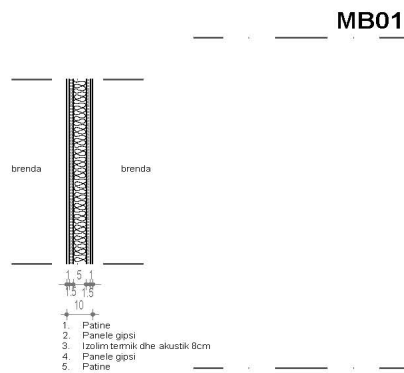 MB01
brenda brenda
1 5 1
1.5 1.5
10
1. Patine
2. Panele gipsi
3. Izolim termik dhe akustik 8cm
4. Panele gipsi
5. Patine